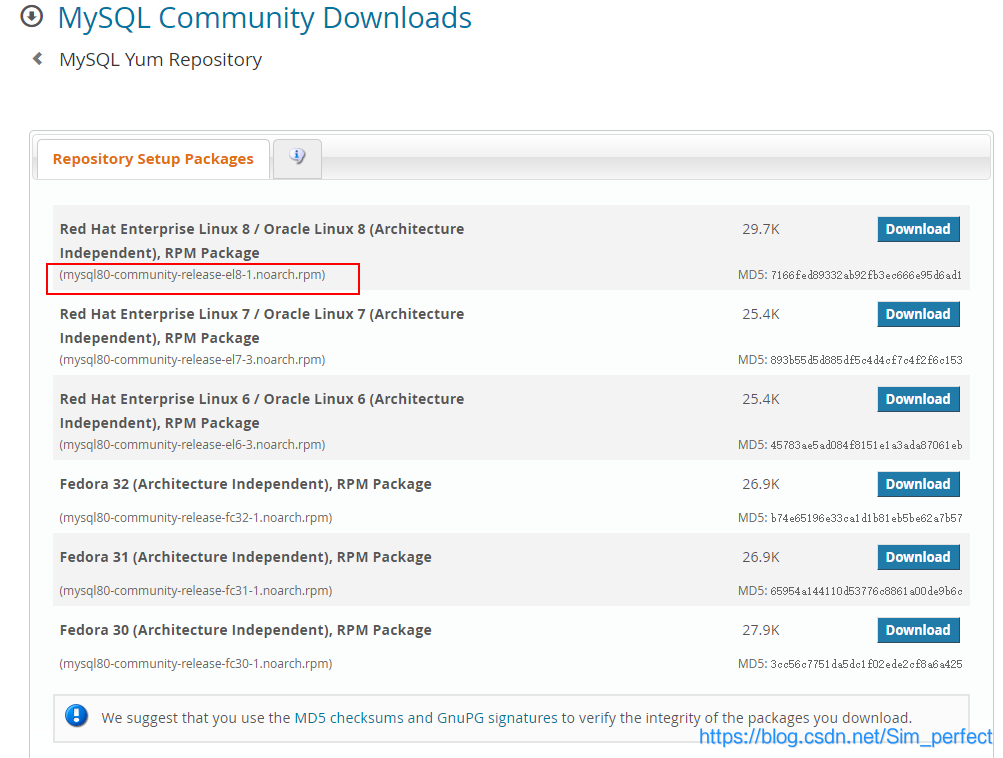 MySQL Community Downloads
MySQL Yum Repository
Repository Setup Packages
Red Hat Enterprise Linux 8 / Oracle Linux 8 (Architecture 29.7K Download
Independent), RPM Package
(mysql80-community-release-el8-1.noarch.rpm) MD5: 7166fed89332ab92fb3ec666e95d6ad1
Red Hat Enterprise Linux 7 / Oracle Linux 7 (Architecture 25.4K Download
Independent), RPM Package
(mysql80-community-release-el7-3.noarch.rpm) MD5: 893b55d5d885df5c4d4cf7c4f2f6c153
Red Hat Enterprise Linux 6 / Oracle Linux 6 (Architecture 25.4K Download
Independent), RPM Package
(mysql80-community-release-el6-3.noarch.rpm) MD5: 45783ae5ad084f8151e1a3ada87061eb
Fedora 32 (Architecture Independent), RPM Package 26.9K Download
(mysql80-community-release-fc32-1.noarch.rpm) MD5: b74e65196e33ca1d1b81eb5be62a7b57
Fedora 31 (Architecture Independent), RPM Package 26.9K Download
(mysql80-community-release-fc31-1.noarch.rpm) MD5: 65954a144110d53776c8861a00de9b6c
Fedora 30 (Architecture Independent), RPM Package 27.9K Download
(mysql80-community-release-fc30-1.noarch.rpm) MD5: 3cc56c7751da5dc1f02ede2cf8a6a425
We suggest that you use the MD5 checksums and GnuPG signatures to verify the integrity of the packages you download.
https://blog.csdn.net/Sim_perfect